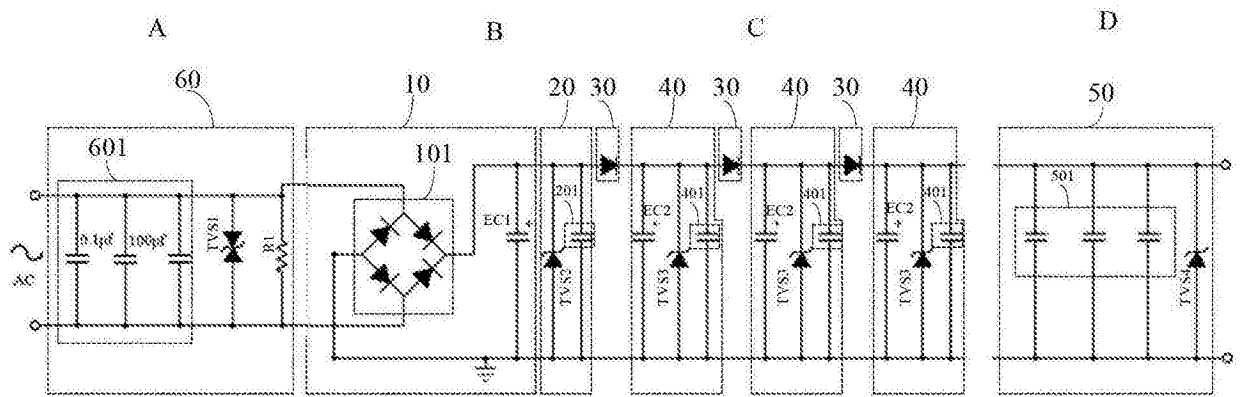 A B C D
60 10 20 30 40 30 40 30 40 50
601 101
201 401 401 401 501
0.1μf 100pf TVS1 R1 EC1 TVS2 EC2 TVS3 EC2 TVS3 EC2 TVS3 TVS4
AC